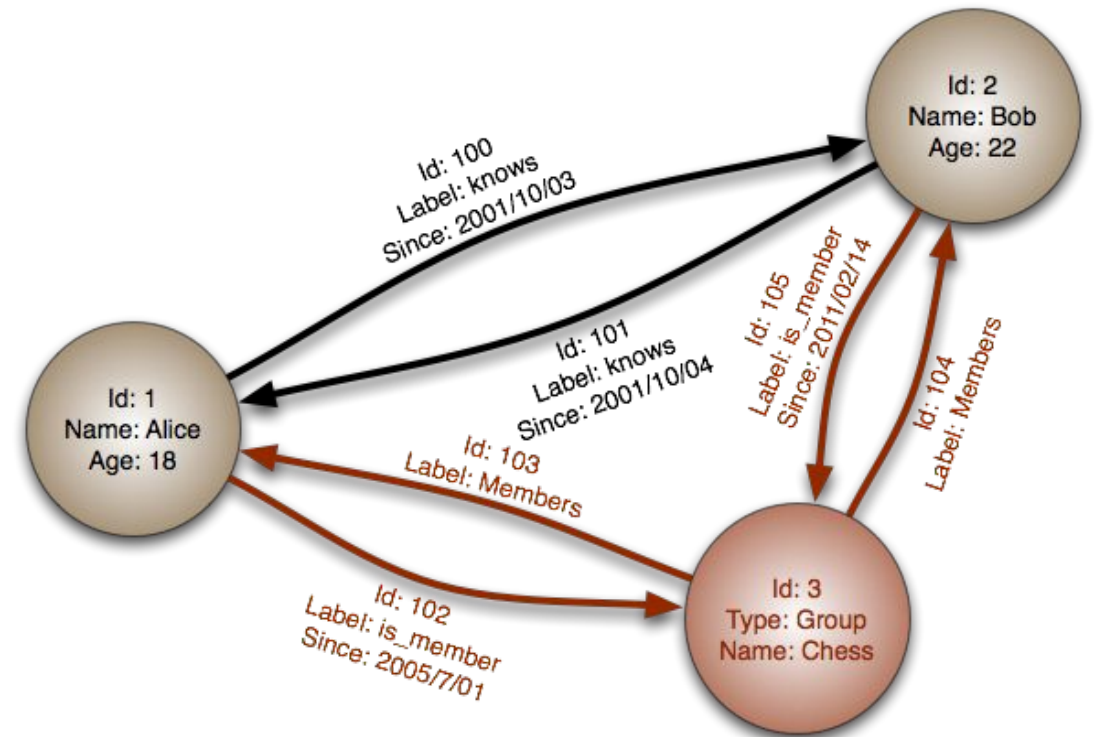 Id: 2
Name: Bob
Age: 22
Id: 100
Label: knows
Since: 2001/10/03
Id: 101
Label: knows
Since: 2001/10/04
Id: 105
Label: is_member
Since: 2011/02/14
Id: 104
Label: Members
Id: 1
Name: Alice
Age: 18
Id: 103
Label: Members
Id: 102
Label: is_member
Since: 2005/7/01
Id: 3
Type: Group
Name: Chess